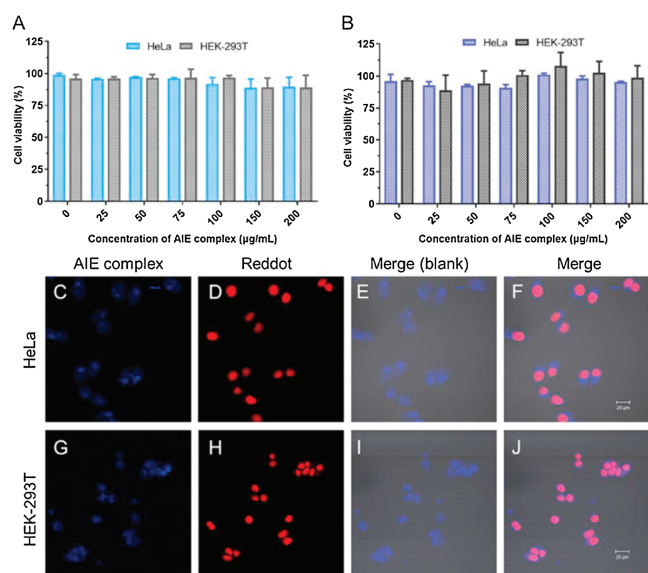 A
HeLa HEK-293T
125
100
75
50
25
0
Cell viability (%)
0 25 50 75 100 150 200
Concentration of AIE complex (µg/mL)
B
HeLa HEK-293T
125
100
75
50
25
0
Cell viability (%)
0 25 50 75 100 150 200
Concentration of AIE complex (µg/mL)
AIE complex Reddot Merge (blank) Merge
HeLa
C D E F
20 µm
HEK-293T
G H I J
20 µm